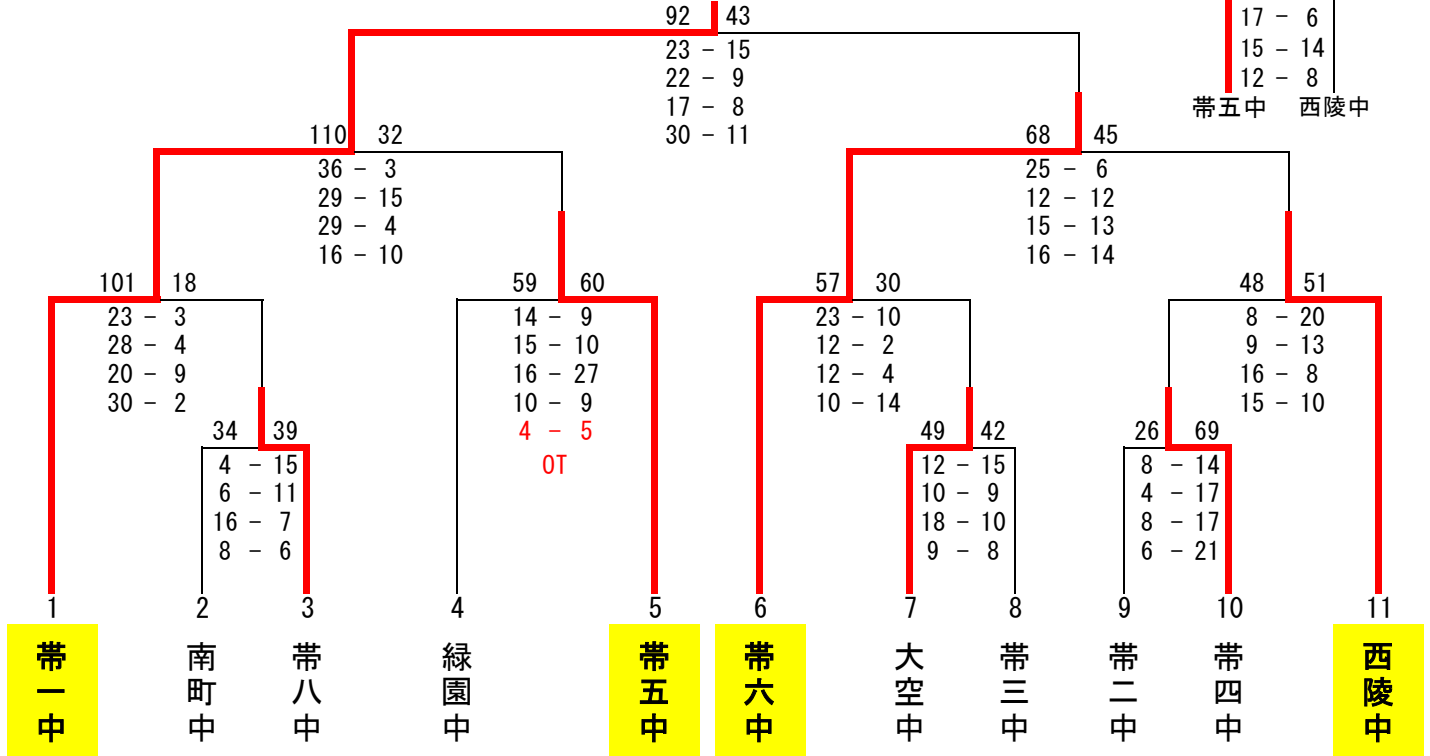 92 43
23 - 15
22 - 9
17 - 8
30 - 11
17 - 6
15 - 14
12 - 8
帯五中 西陵中
110 32
36 - 3
29 - 15
29 - 4
16 - 10
68 45
25 - 6
12 - 12
15 - 13
16 - 14
101 18
23 - 3
28 - 4
20 - 9
30 - 2
59 60
14 - 9
15 - 10
16 - 27
10 - 9
4 - 5
OT
57 30
23 - 10
12 - 2
12 - 4
10 - 14
48 51
8 - 20
9 - 13
16 - 8
15 - 10
34 39
4 - 15
6 - 11
16 - 7
8 - 6
49 42
12 - 15
10 - 9
18 - 10
9 - 8
26 69
8 - 14
4 - 17
8 - 17
6 - 21
1 2 3 4 5 6 7 8 9 10 11
帯一中
南町中
帯八中
緑園中
帯五中
帯六中
大空中
帯三中
帯二中
帯四中
西陵中